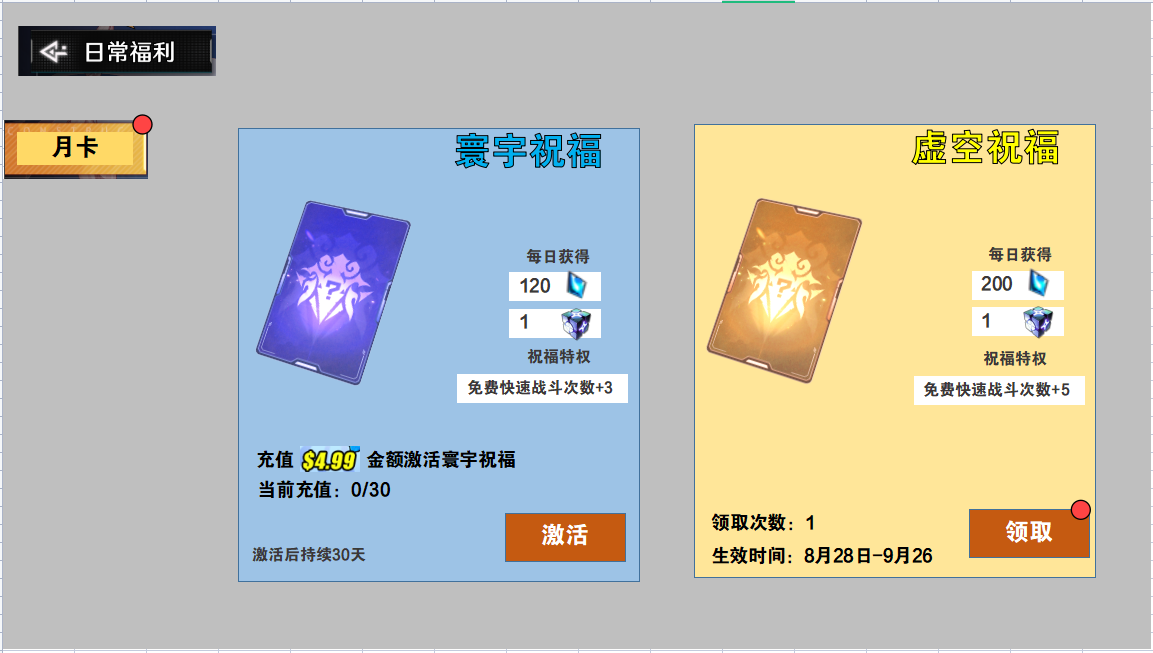 日常福利
月卡
寰宇祝福
每日获得
120
1
祝福特权
免费快速战斗次数+3
充值 $4.99 金额激活寰宇祝福
当前充值：0/30
激活后持续30天
激活
虚空祝福
每日获得
200
1
祝福特权
免费快速战斗次数+5
领取次数：1
生效时间：8月28日-9月26
领取